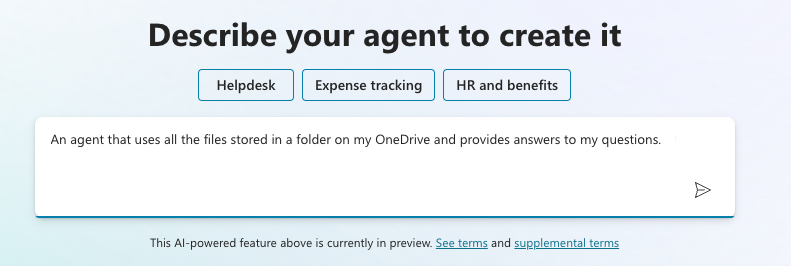 Describe your agent to create it
Helpdesk
Expense tracking
HR and benefits
An agent that uses all the files stored in a folder on my OneDrive and provides answers to my questions.
This AI-powered feature above is currently in preview. See terms and supplemental terms